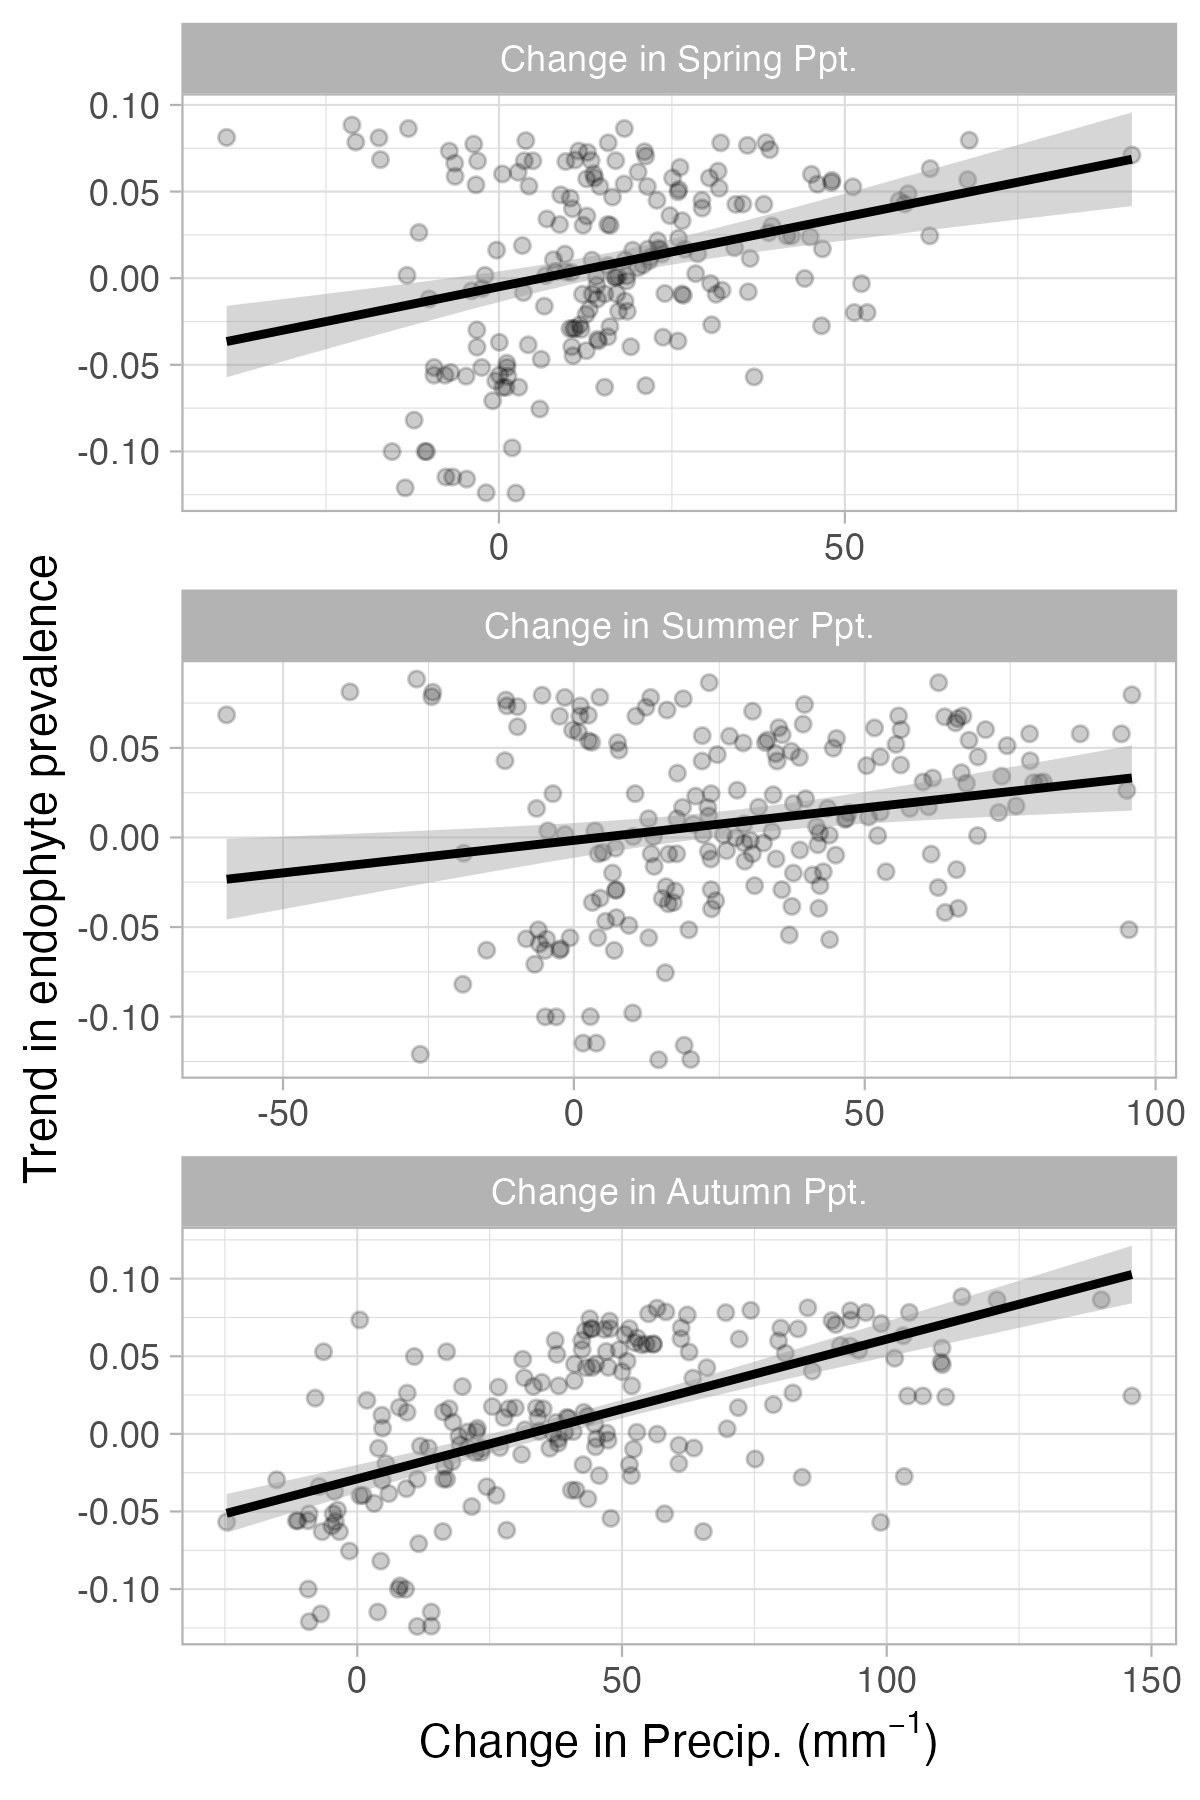 Change in Spring Ppt.
0.10
0.05
0.00
-0.05
-0.10
0 50
Trend in endophyte prevalence
Change in Summer Ppt.
0.05
0.00
-0.05
-0.10
-50 0 50 100
Change in Autumn Ppt.
0.10
0.05
0.00
-0.05
-0.10
0 50 100 150
Change in Precip. (mm⁻¹)